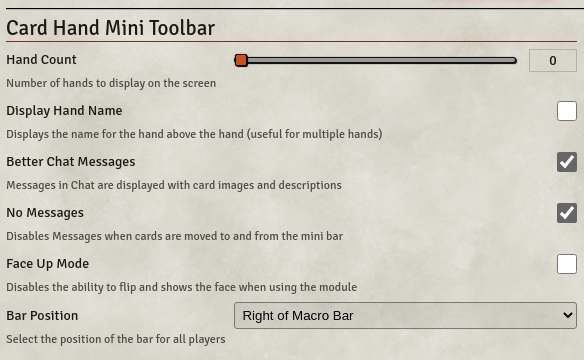 Card Hand Mini Toolbar
Hand Count 0
Number of hands to display on the screen
Display Hand Name
Displays the name for the hand above the hand (useful for multiple hands)
Better Chat Messages
Messages in Chat are displayed with card images and descriptions
No Messages
Disables Messages when cards are moved to and from the mini bar
Face Up Mode
Disables the ability to flip and shows the face when using the module
Bar Position Right of Macro Bar
Select the position of the bar for all players